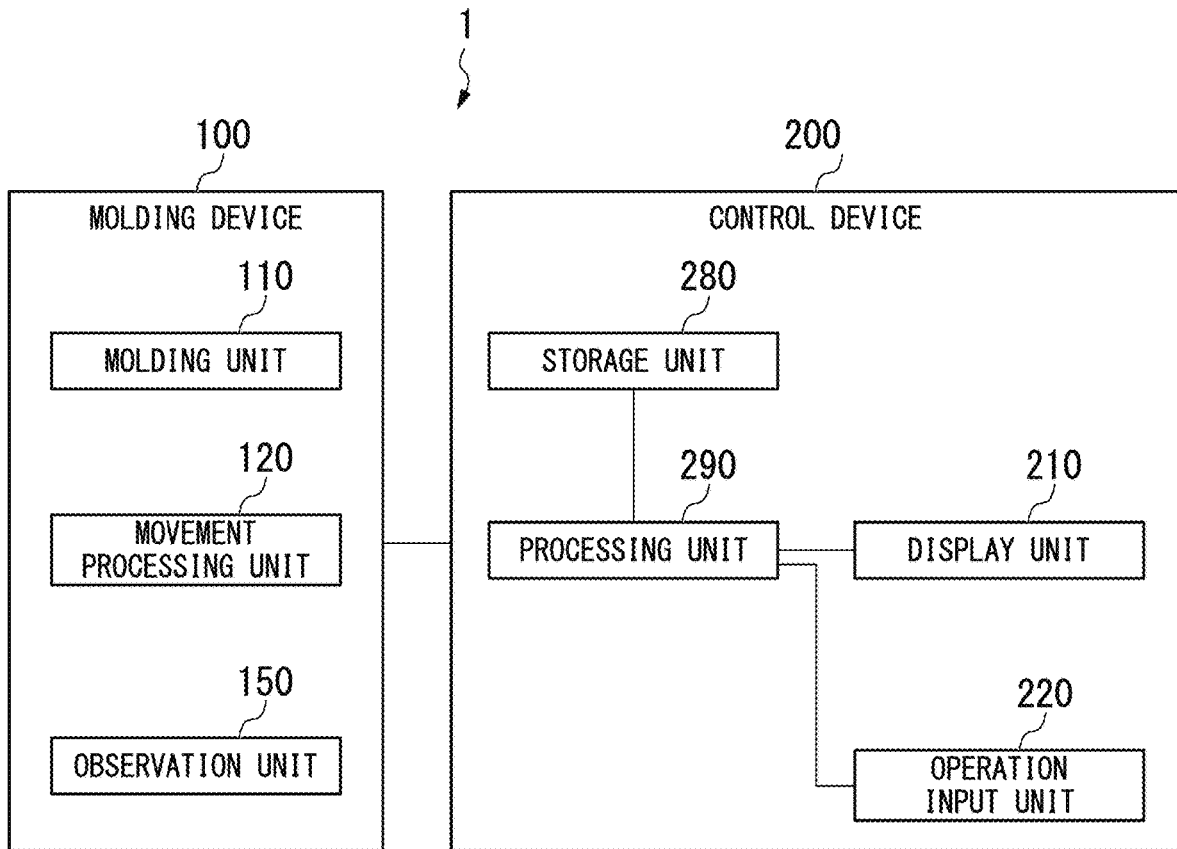 1
100
200
MOLDING DEVICE
CONTROL DEVICE
110
280
MOLDING UNIT
STORAGE UNIT
120
290
210
MOVEMENT
PROCESSING UNIT
PROCESSING UNIT
DISPLAY UNIT
150
220
OBSERVATION UNIT
OPERATION
INPUT UNIT